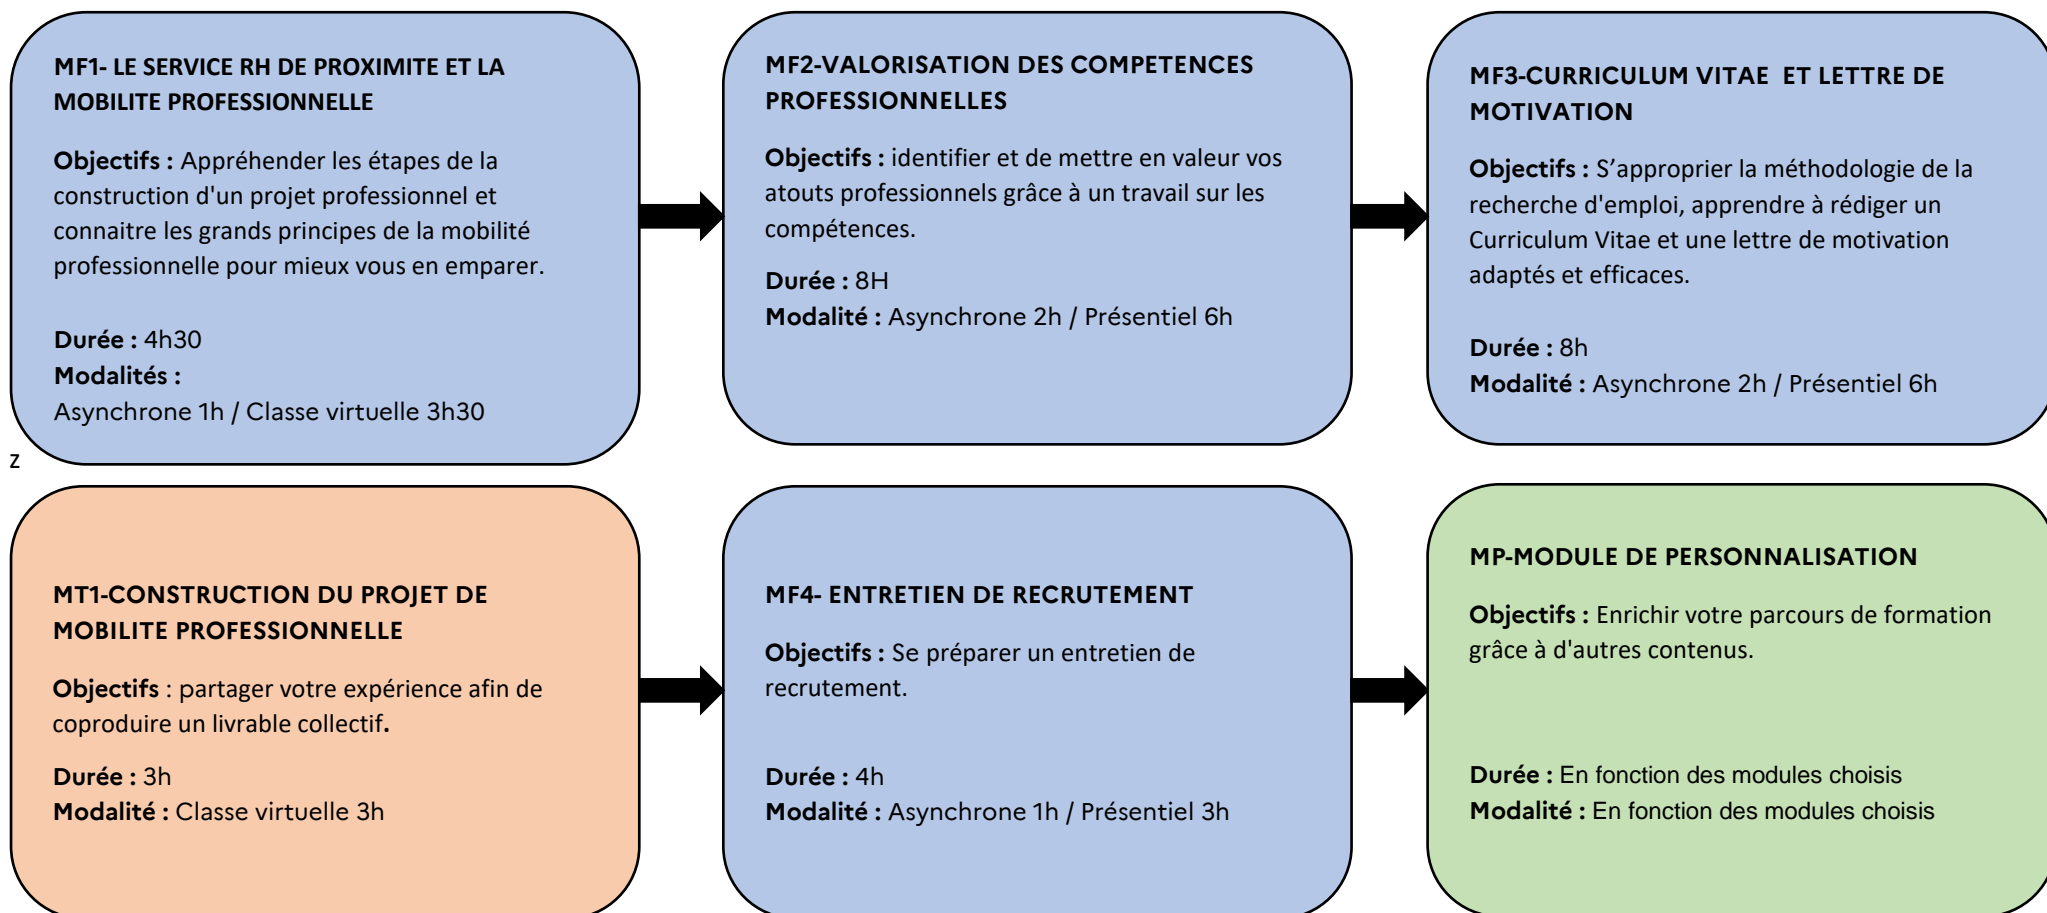 MF1- LE SERVICE RH DE PROXIMITE ET LA
MOBILITE PROFESSIONNELLE
Objectifs : Appréhender les étapes de la
construction d'un projet professionnel et
connaitre les grands principes de la mobilité
professionnelle pour mieux vous en emparer.
Durée : 4h30
Modalités :
Asynchrone 1h / Classe virtuelle 3h30
MF2-VALORISATION DES COMPETENCES
PROFESSIONNELLES
Objectifs : identifier et de mettre en valeur vos
atouts professionnels grâce à un travail sur les
compétences.
Durée : 8H
Modalité : Asynchrone 2h / Présentiel 6h
MF3-CURRICULUM VITAE ET LETTRE DE
MOTIVATION
Objectifs : S’approprier la méthodologie de la
recherche d'emploi, apprendre à rédiger un
Curriculum Vitae et une lettre de motivation
adaptés et efficaces.
Durée : 8h
Modalité : Asynchrone 2h / Présentiel 6h
z
MT1-CONSTRUCTION DU PROJET DE
MOBILITE PROFESSIONNELLE
Objectifs : partager votre expérience afin de
coproduire un livrable collectif.
Durée : 3h
Modalité : Classe virtuelle 3h
MF4- ENTRETIEN DE RECRUTEMENT
Objectifs : Se préparer un entretien de
recrutement.
Durée : 4h
Modalité : Asynchrone 1h / Présentiel 3h
MP-MODULE DE PERSONNALISATION
Objectifs : Enrichir votre parcours de formation
grâce à d'autres contenus.
Durée : En fonction des modules choisis
Modalité : En fonction des modules choisis